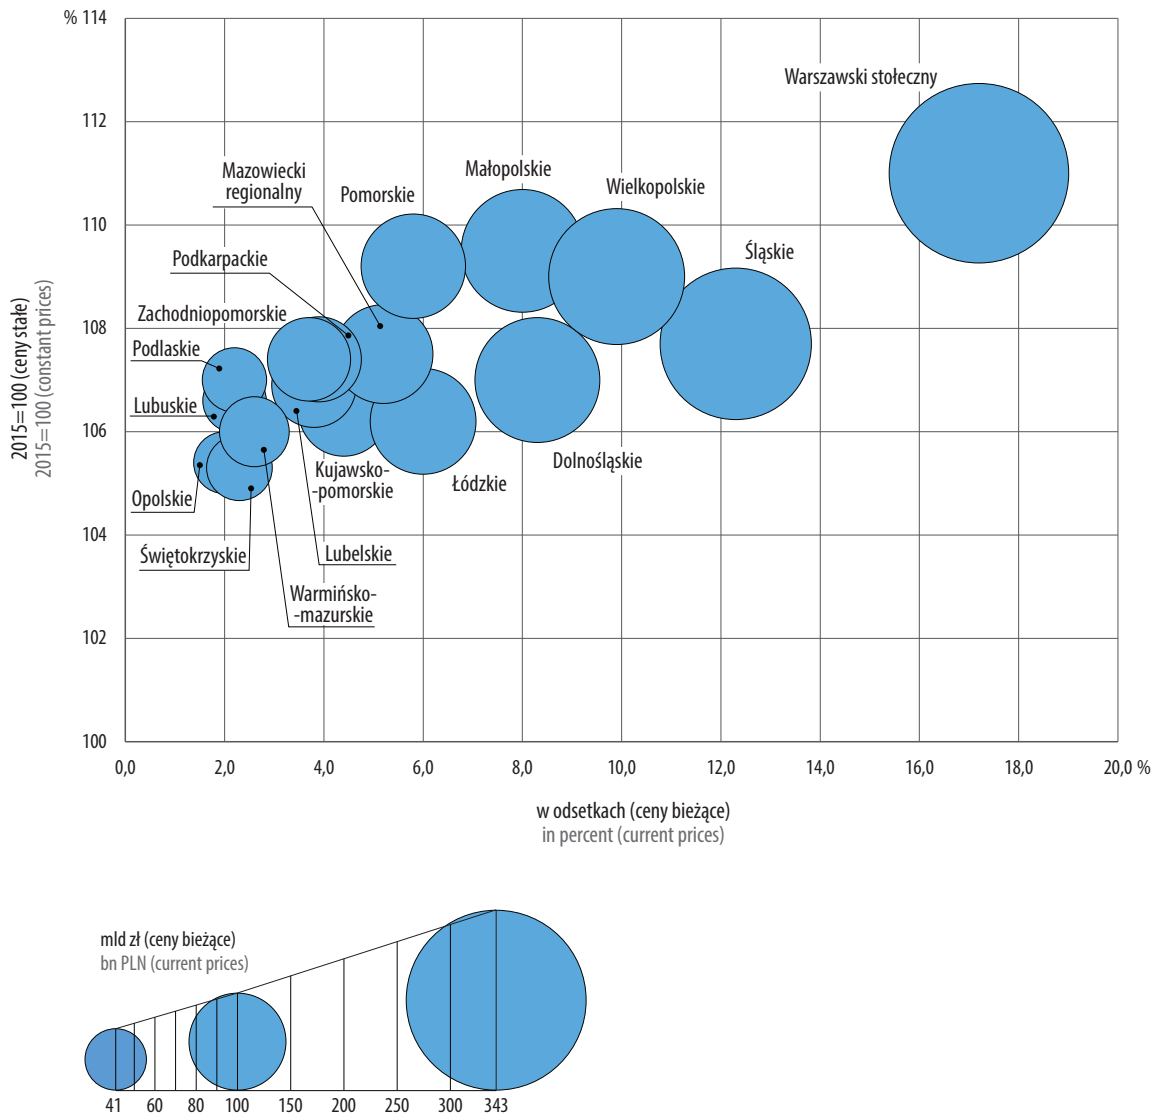 % 114
112
110
108
106
104
102
100
2015=100 (ceny stałe)
2015=100 (constant prices)
Warszawski stołeczny
Mazowiecki
regionalny
Pomorskie
Małopolskie
Wielkopolskie
Śląskie
Podkarpackie
Zachodniopomorskie
Podlaskie
Lubuskie
Opolskie
Świętokrzyskie
Kujawsko-
-pomorskie
Łódzkie
Dolnośląskie
Lubelskie
Warmińsko-
-mazurskie
0,0 2,0 4,0 6,0 8,0 10,0 12,0 14,0 16,0 18,0 20,0 %
w odsetkach (ceny bieżące)
in percent (current prices)
mld zł (ceny bieżące)
bn PLN (current prices)
41 60 80 100 150 200 250 300 343